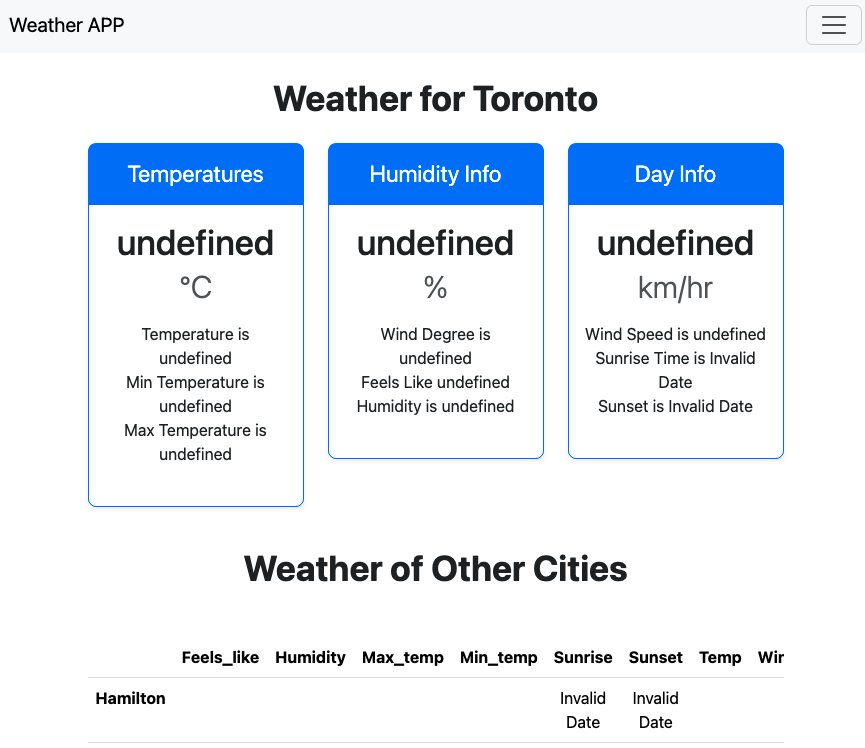 Weather APP
Weather for Toronto
Temperatures
undefined
°C
Temperature is
undefined
Min Temperature is
undefined
Max Temperature is
undefined
Humidity Info
undefined
%
Wind Degree is
undefined
Feels Like undefined
Humidity is undefined
Day Info
undefined
km/hr
Wind Speed is undefined
Sunrise Time is Invalid
Date
Sunset is Invalid Date
Weather of Other Cities
Feels_like Humidity Max_temp Min_temp Sunrise Sunset Temp
Hamilton Invalid Invalid
Date Date